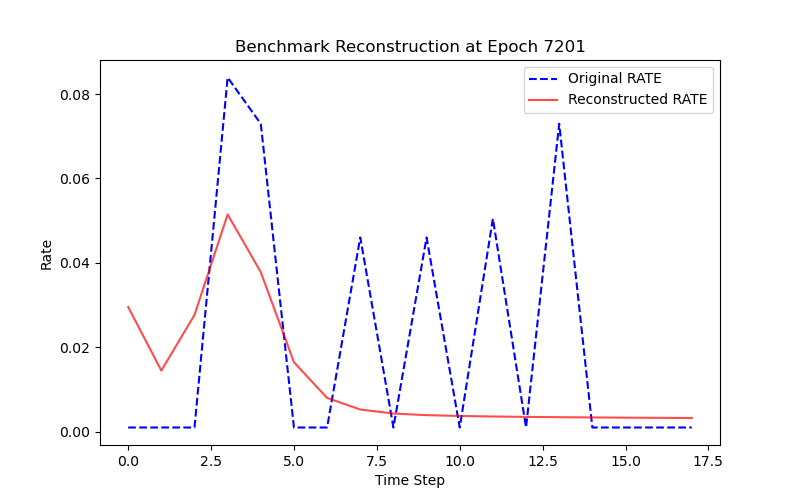 Benchmark Reconstruction at Epoch 7201
Original RATE
Reconstructed RATE
Rate
0.08
0.06
0.04
0.02
0.00
0.0 2.5 5.0 7.5 10.0 12.5 15.0 17.5
Time Step